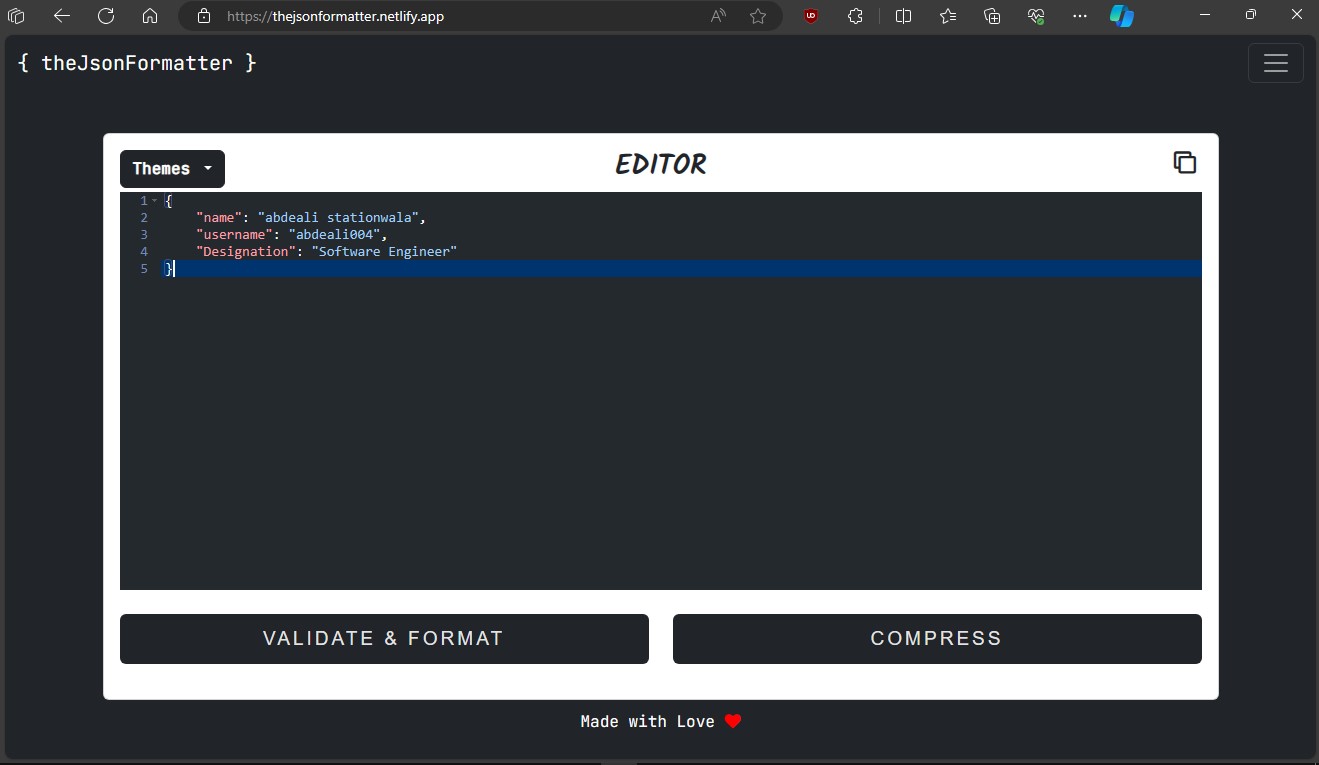 https://thejsonformatter.netlify.app
{ theJsonFormatter }
Themes
EDITOR
1 {
2 "name": "abdeali stationwala",
3 "username": "abdeali004",
4 "Designation": "Software Engineer"
5 }
VALIDATE & FORMAT
COMPRESS
Made with Love ❤